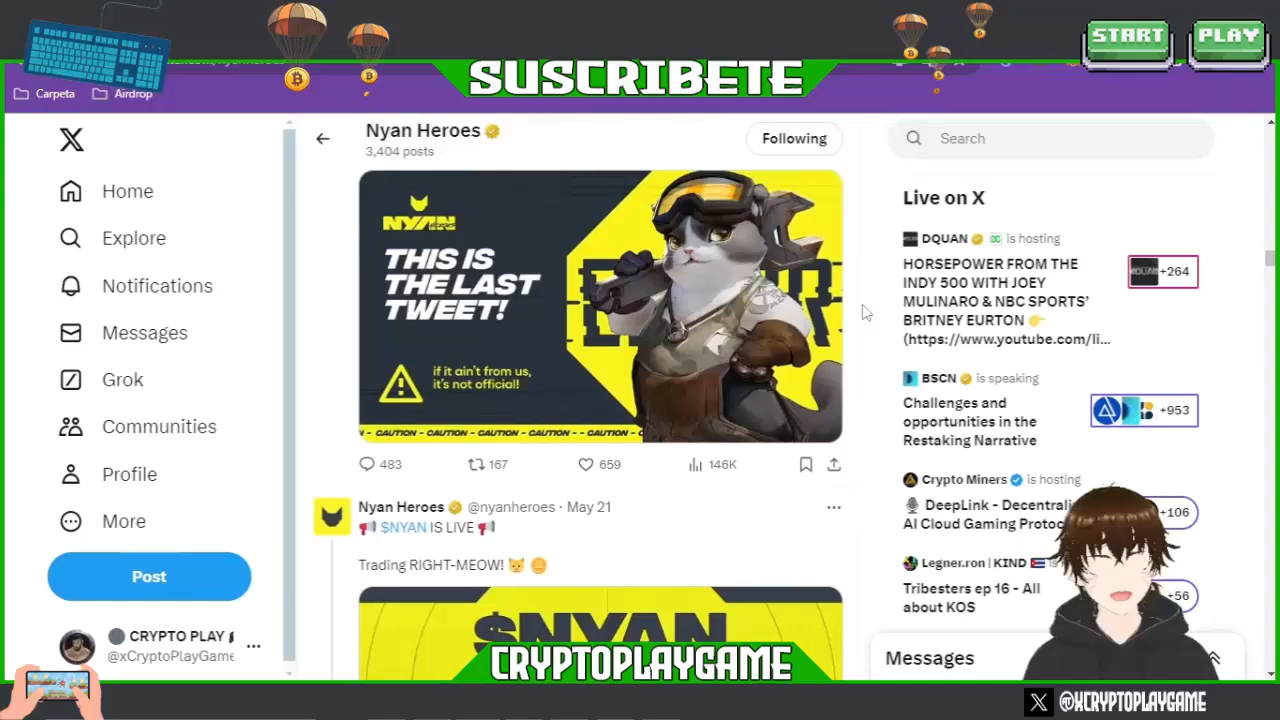 START
PLAY
SUSCRIBETE
Carpeta
Airdrop
X
Home
Explore
Notifications
Messages
Grok
Communities
Profile
More
Post
CRYPTO PLAY
@xCryptoPlayGame
Nyan Heroes
3,404 posts
Following
NYAN
HEROES
THIS IS
THE LAST
TWEET!
if it ain't from us,
it's not official!
- CAUTION - CAUTION - CAUTION - CAUTION - CAUTION - C
483
167
659
146K
Nyan Heroes @nyanheroes · May 21
$NYAN IS LIVE
Trading RIGHT-MEOW!
$NYAN
Search
Live on X
DQUAN is hosting
HORSEPOWER FROM THE
INDY 500 WITH JOEY
MULINARO & NBC SPORTS'
BRITNEY EURTON
(https://www.youtube.com/li...
+264
BSCN is speaking
Challenges and
opportunities in the
Restaking Narrative
+953
Crypto Miners is hosting
DeepLink - Decentrali
AI Cloud Gaming Protoc
+106
Legner.ron | KIND is
Tribesters ep 16 - All
about KOS
+56
Messages
CRYPTOPLAYGAME
X @XCRYPTOPLAYGAME